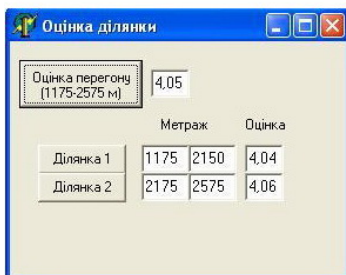 Оцінка ділянки
Оцінка перегону
(1175-2575 м)
4,05
Метраж Оцінка
Ділянка 1 1175 2150 4,04
Ділянка 2 2175 2575 4,06